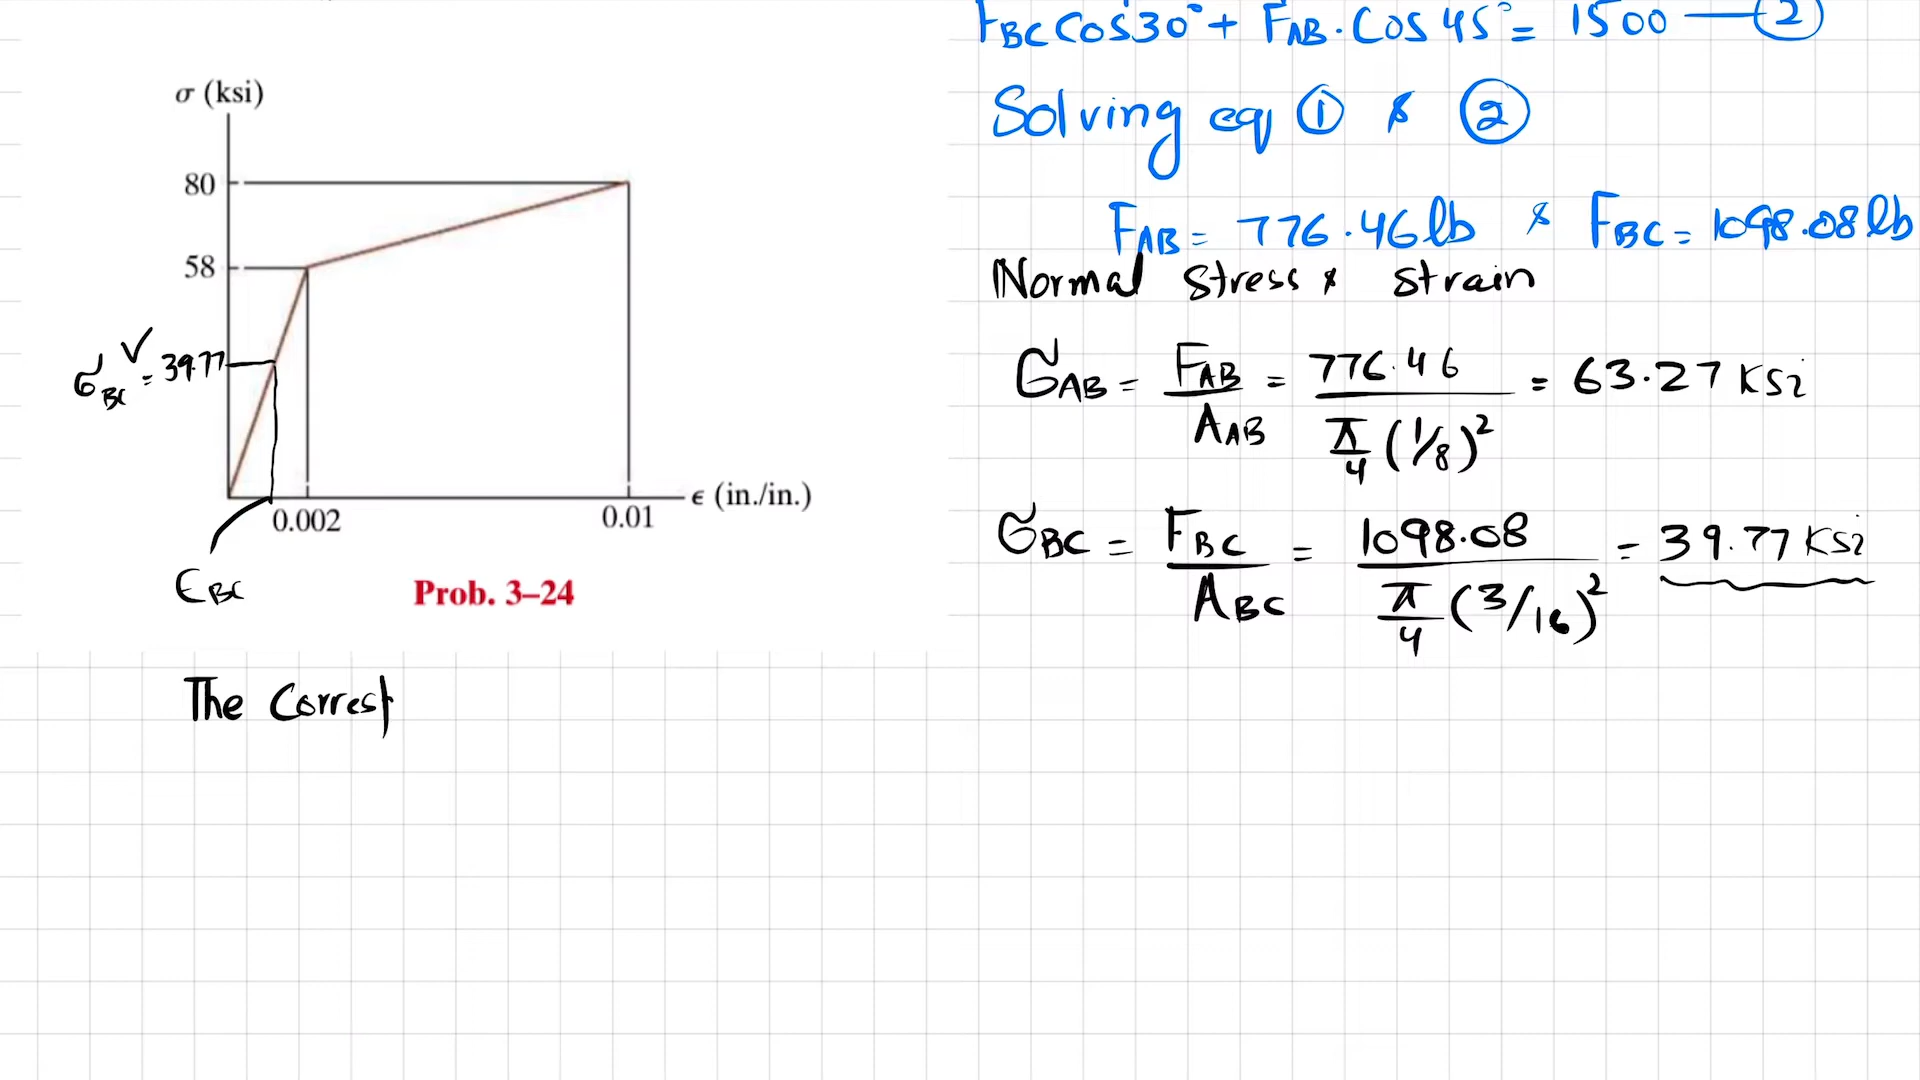 σ (ksi)
80
58
σBC = 39.77
ϵ (in./in.)
0.002
0.01
ϵBC
Prob. 3–24
The Corresp
FBC Cos30° + FAB . Cos 45° = 1500 — ②
Solving eq ① & ②
FAB = 776.46 lb & FBC = 1098.08 lb
Normal Stress & Strain
σAB = FAB / AAB = 776.46 / π/4 (1/8)² = 63.27 Ksi
σBC = FBC / ABC = 1098.08 / π/4 (3/16)² = 39.77 Ksi